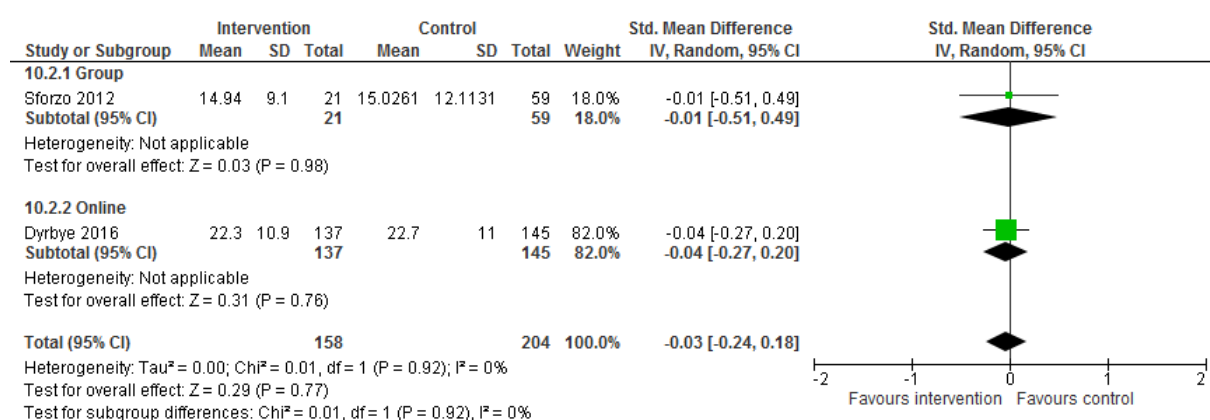 Intervention Control Std. Mean Difference Std. Mean Difference
Study or Subgroup Mean SD Total Mean SD Total Weight IV, Random, 95% CI IV, Random, 95% CI
10.2.1 Group
Sforzo 2012 14.94 9.1 21 15.0261 12.1131 59 18.0% -0.01 [-0.51, 0.49]
Subtotal (95% CI) 21 59 18.0% -0.01 [-0.51, 0.49]
Heterogeneity: Not applicable
Test for overall effect: Z = 0.03 (P = 0.98)
10.2.2 Online
Dyrbye 2016 22.3 10.9 137 22.7 11 145 82.0% -0.04 [-0.27, 0.20]
Subtotal (95% CI) 137 145 82.0% -0.04 [-0.27, 0.20]
Heterogeneity: Not applicable
Test for overall effect: Z = 0.31 (P = 0.76)
Total (95% CI) 158 204 100.0% -0.03 [-0.24, 0.18]
Heterogeneity: Tau² = 0.00; Chi² = 0.01, df = 1 (P = 0.92); I² = 0%
Test for overall effect: Z = 0.29 (P = 0.77)
Test for subgroup differences: Chi² = 0.01, df = 1 (P = 0.92), I² = 0%
-2 -1 0 1 2
Favours intervention Favours control